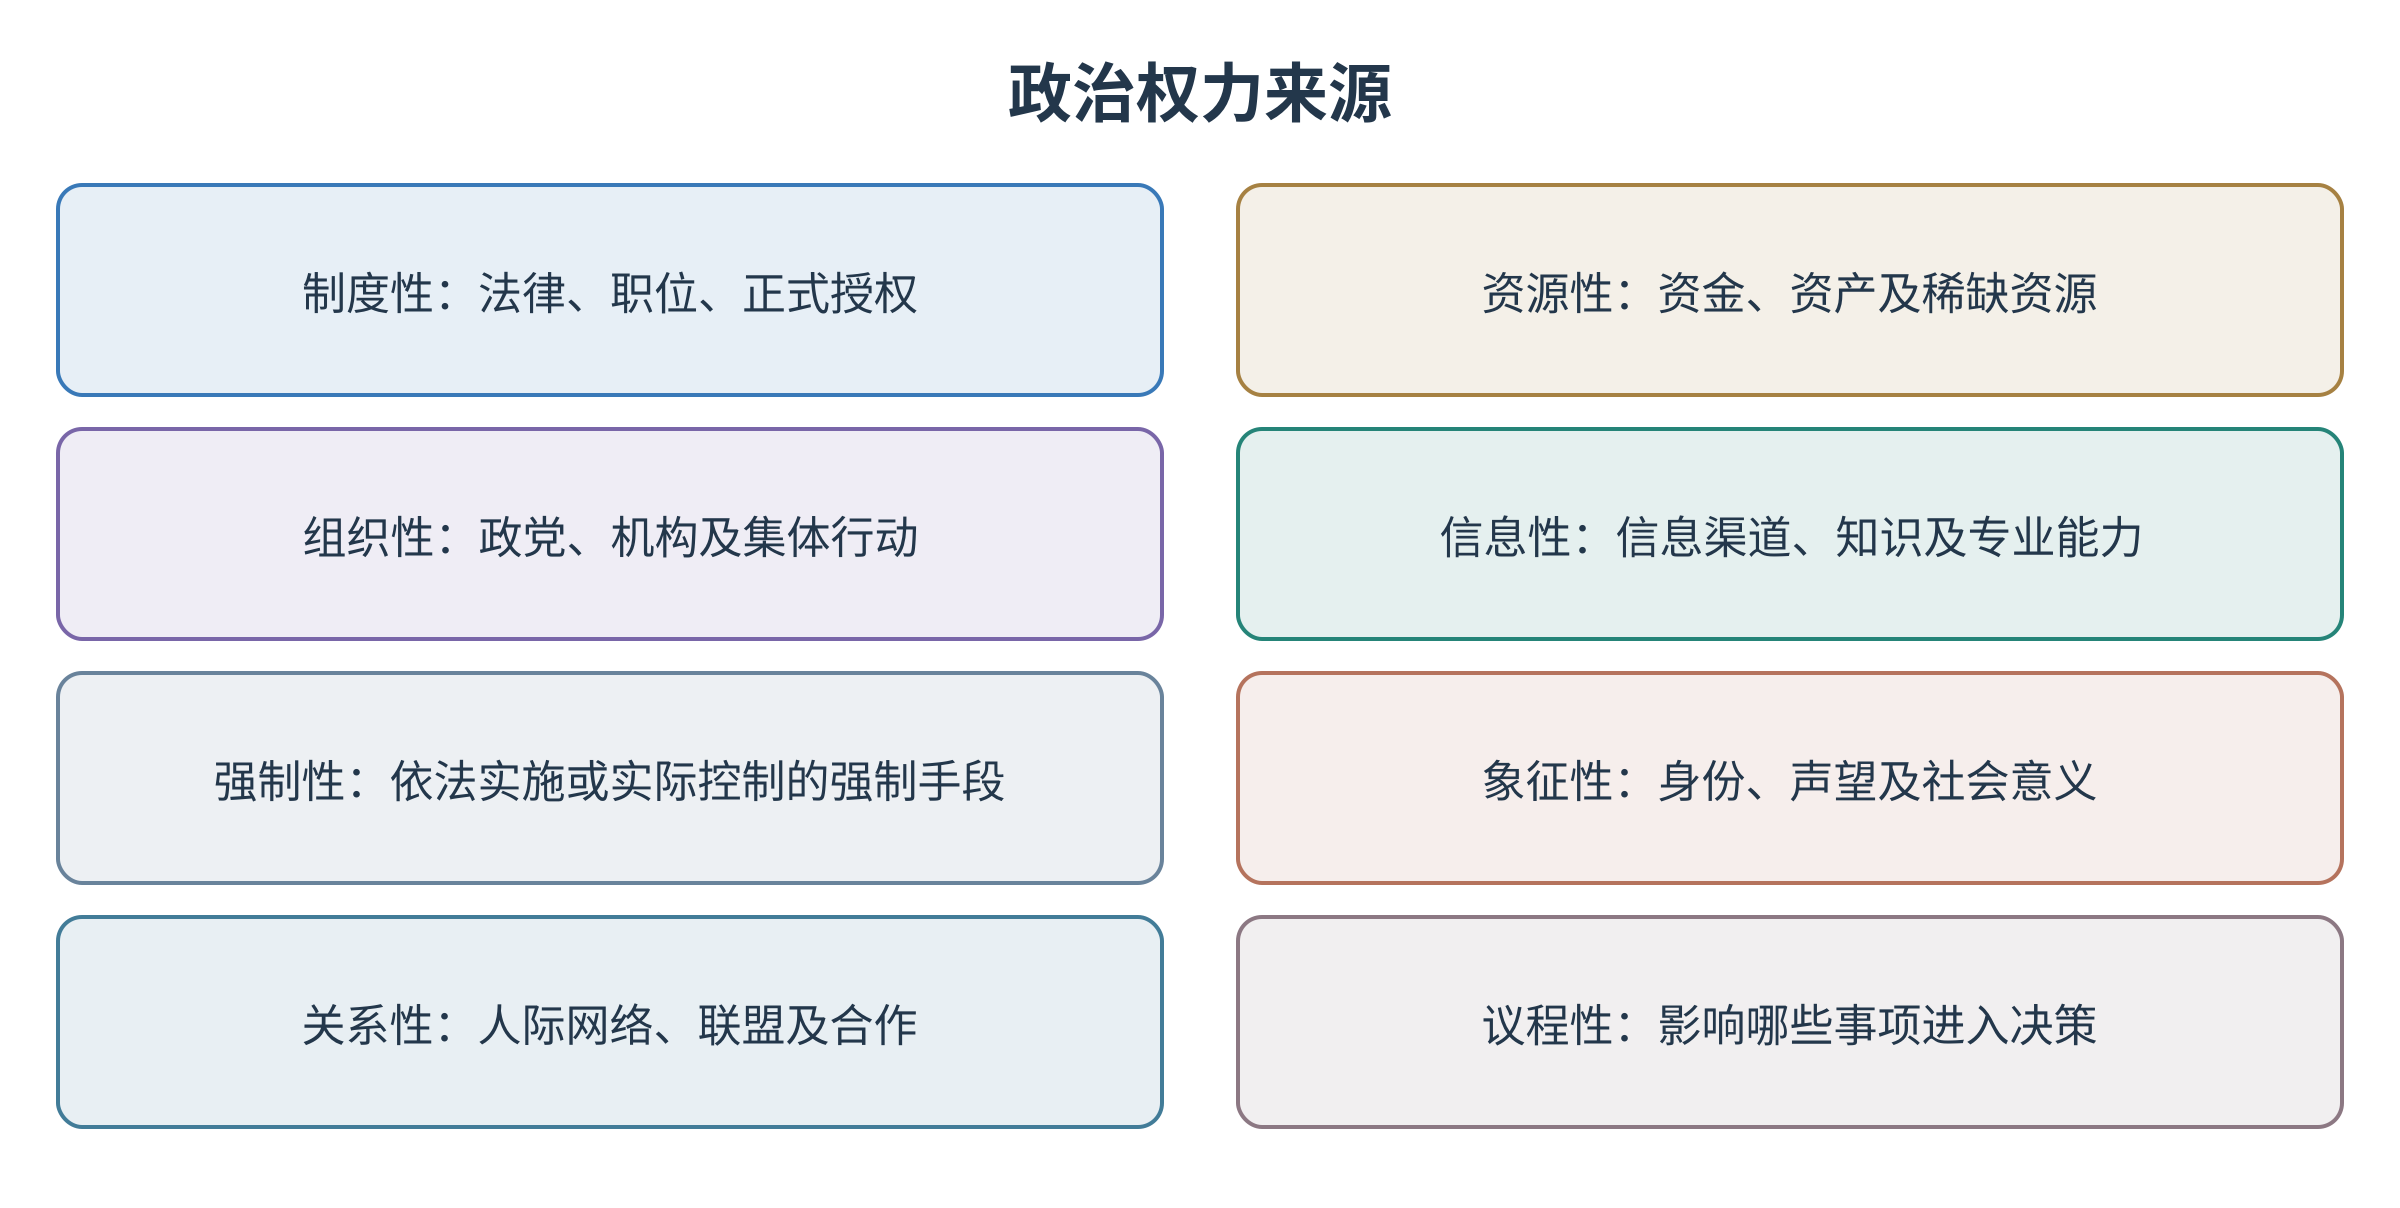 政治权力来源
制度性：法律、职位、正式授权
资源性：资金、资产及稀缺资源
组织性：政党、机构及集体行动
信息性：信息渠道、知识及专业能力
强制性：依法实施或实际控制的强制手段
象征性：身份、声望及社会意义
关系性：人际网络、联盟及合作
议程性：影响哪些事项进入决策